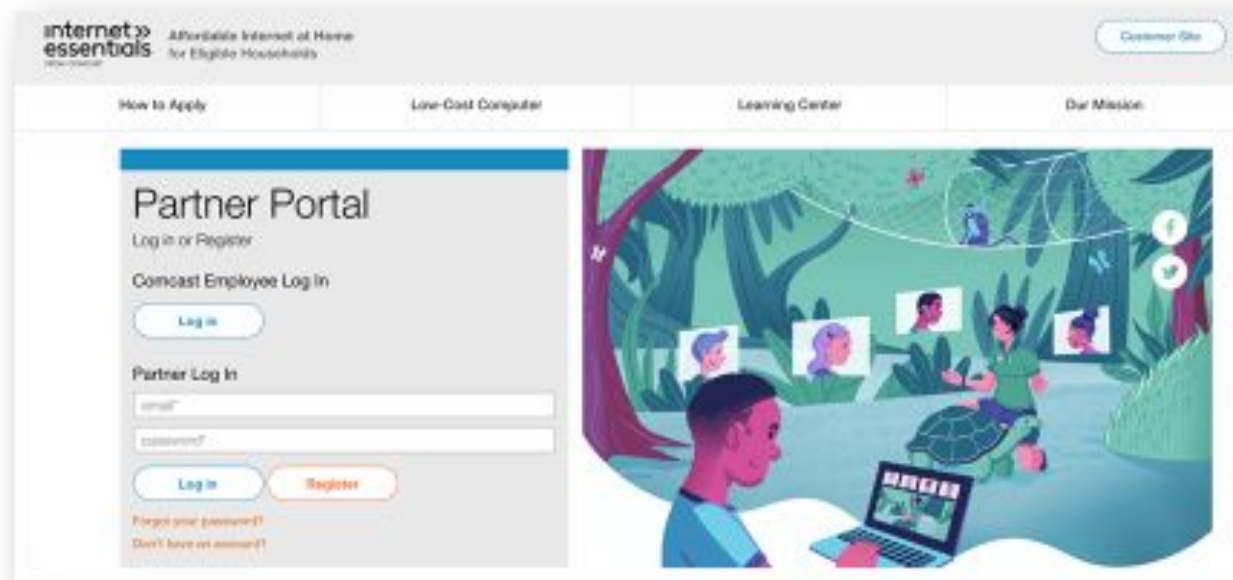 internet
essentials
FROM COMCAST
Affordable Internet at Home
for Eligible Households
Customer Site
How to Apply
Low-Cost Computer
Learning Center
Our Mission
Partner Portal
Log in or Register
Comcast Employee Log In
Log in
Partner Log In
email*
password*
Log in
Register
Forgot your password?
Don't have an account?